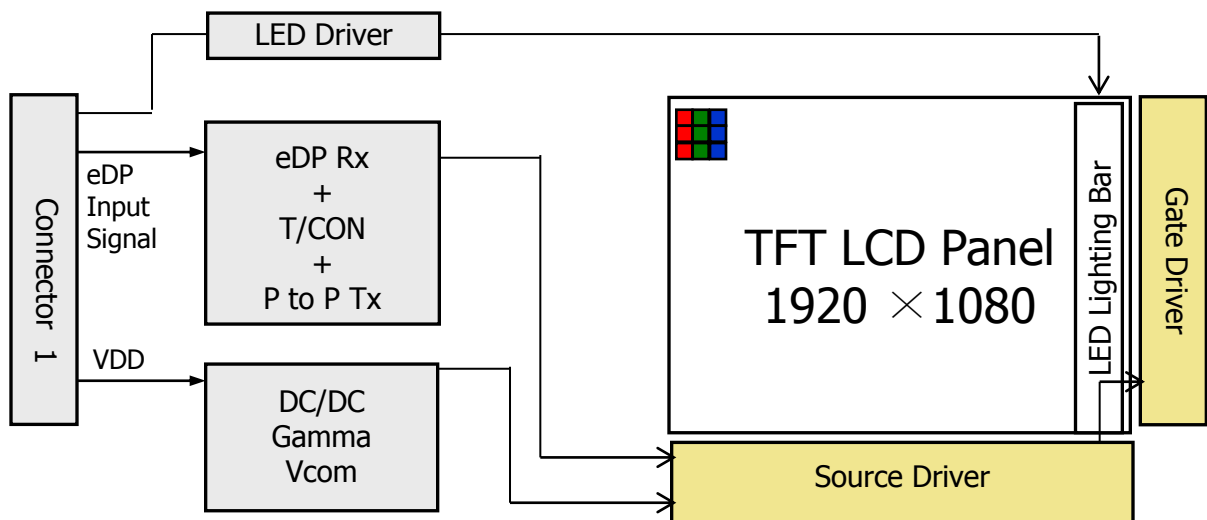 LED Driver
Connector 1
eDP
Input
Signal
eDP Rx
+
T/CON
+
P to P Tx
VDD
DC/DC
Gamma
Vcom
TFT LCD Panel
1920 × 1080
LED Lighting Bar
Gate Driver
Source Driver